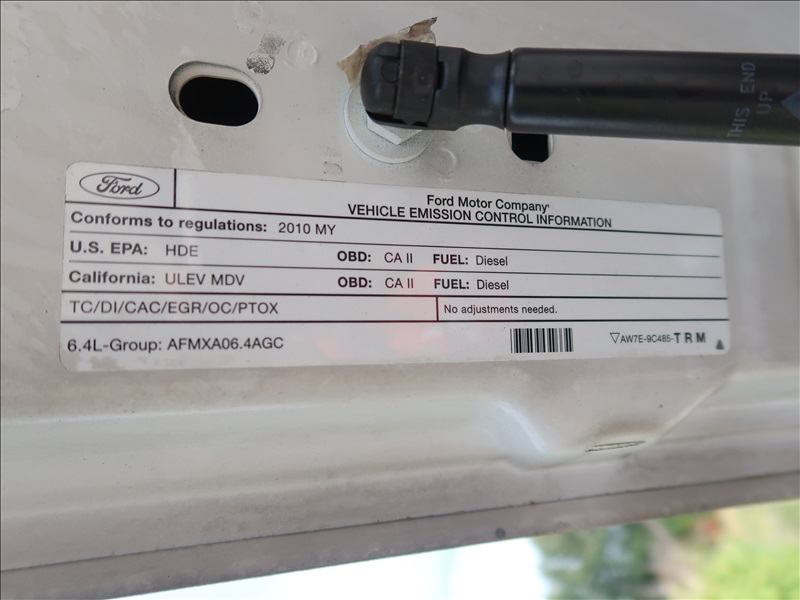 THIS END
UP
Ford
Ford Motor Company
VEHICLE EMISSION CONTROL INFORMATION
Conforms to regulations: 2010 MY
U.S. EPA: HDE OBD: CA II FUEL: Diesel
California: ULEV MDV OBD: CA II FUEL: Diesel
TC/DI/CAC/EGR/OC/PTOX No adjustments needed.
6.4L-Group: AFMXA06.4AGC AW7E-9C485-TRM